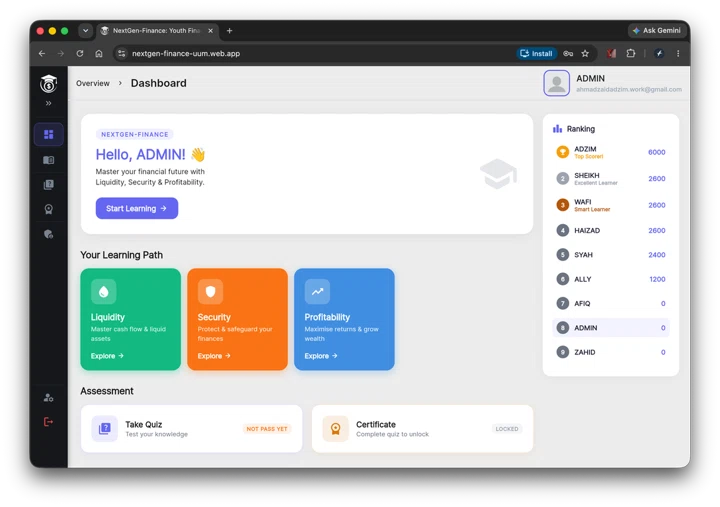 NextGen-Finance: Youth Fin
Ask Gemini
nextgen-finance-uum.web.app
Install
Overview > Dashboard
ADMIN
ahmadzaidadzim.work@gmail.com
NEXTGEN-FINANCE
Hello, ADMIN! 👋
Master your financial future with
Liquidity, Security & Profitability.
Start Learning →
Your Learning Path
Liquidity
Master cash flow & liquid
assets
Explore →
Security
Protect & safeguard your
finances
Explore →
Profitability
Maximise returns & grow
wealth
Explore →
Assessment
Take Quiz
Test your knowledge
NOT PASS YET
Certificate
Complete quiz to unlock
LOCKED
Ranking
ADZIM
Top Scorer!!
6000
2 SHEIKH
Excellent Learner
2600
3 WAFI
Smart Learner
2600
4 HAIZAD 2600
5 SYAH 2400
6 ALLY 1200
7 AFIQ 0
8 ADMIN 0
9 ZAHID 0